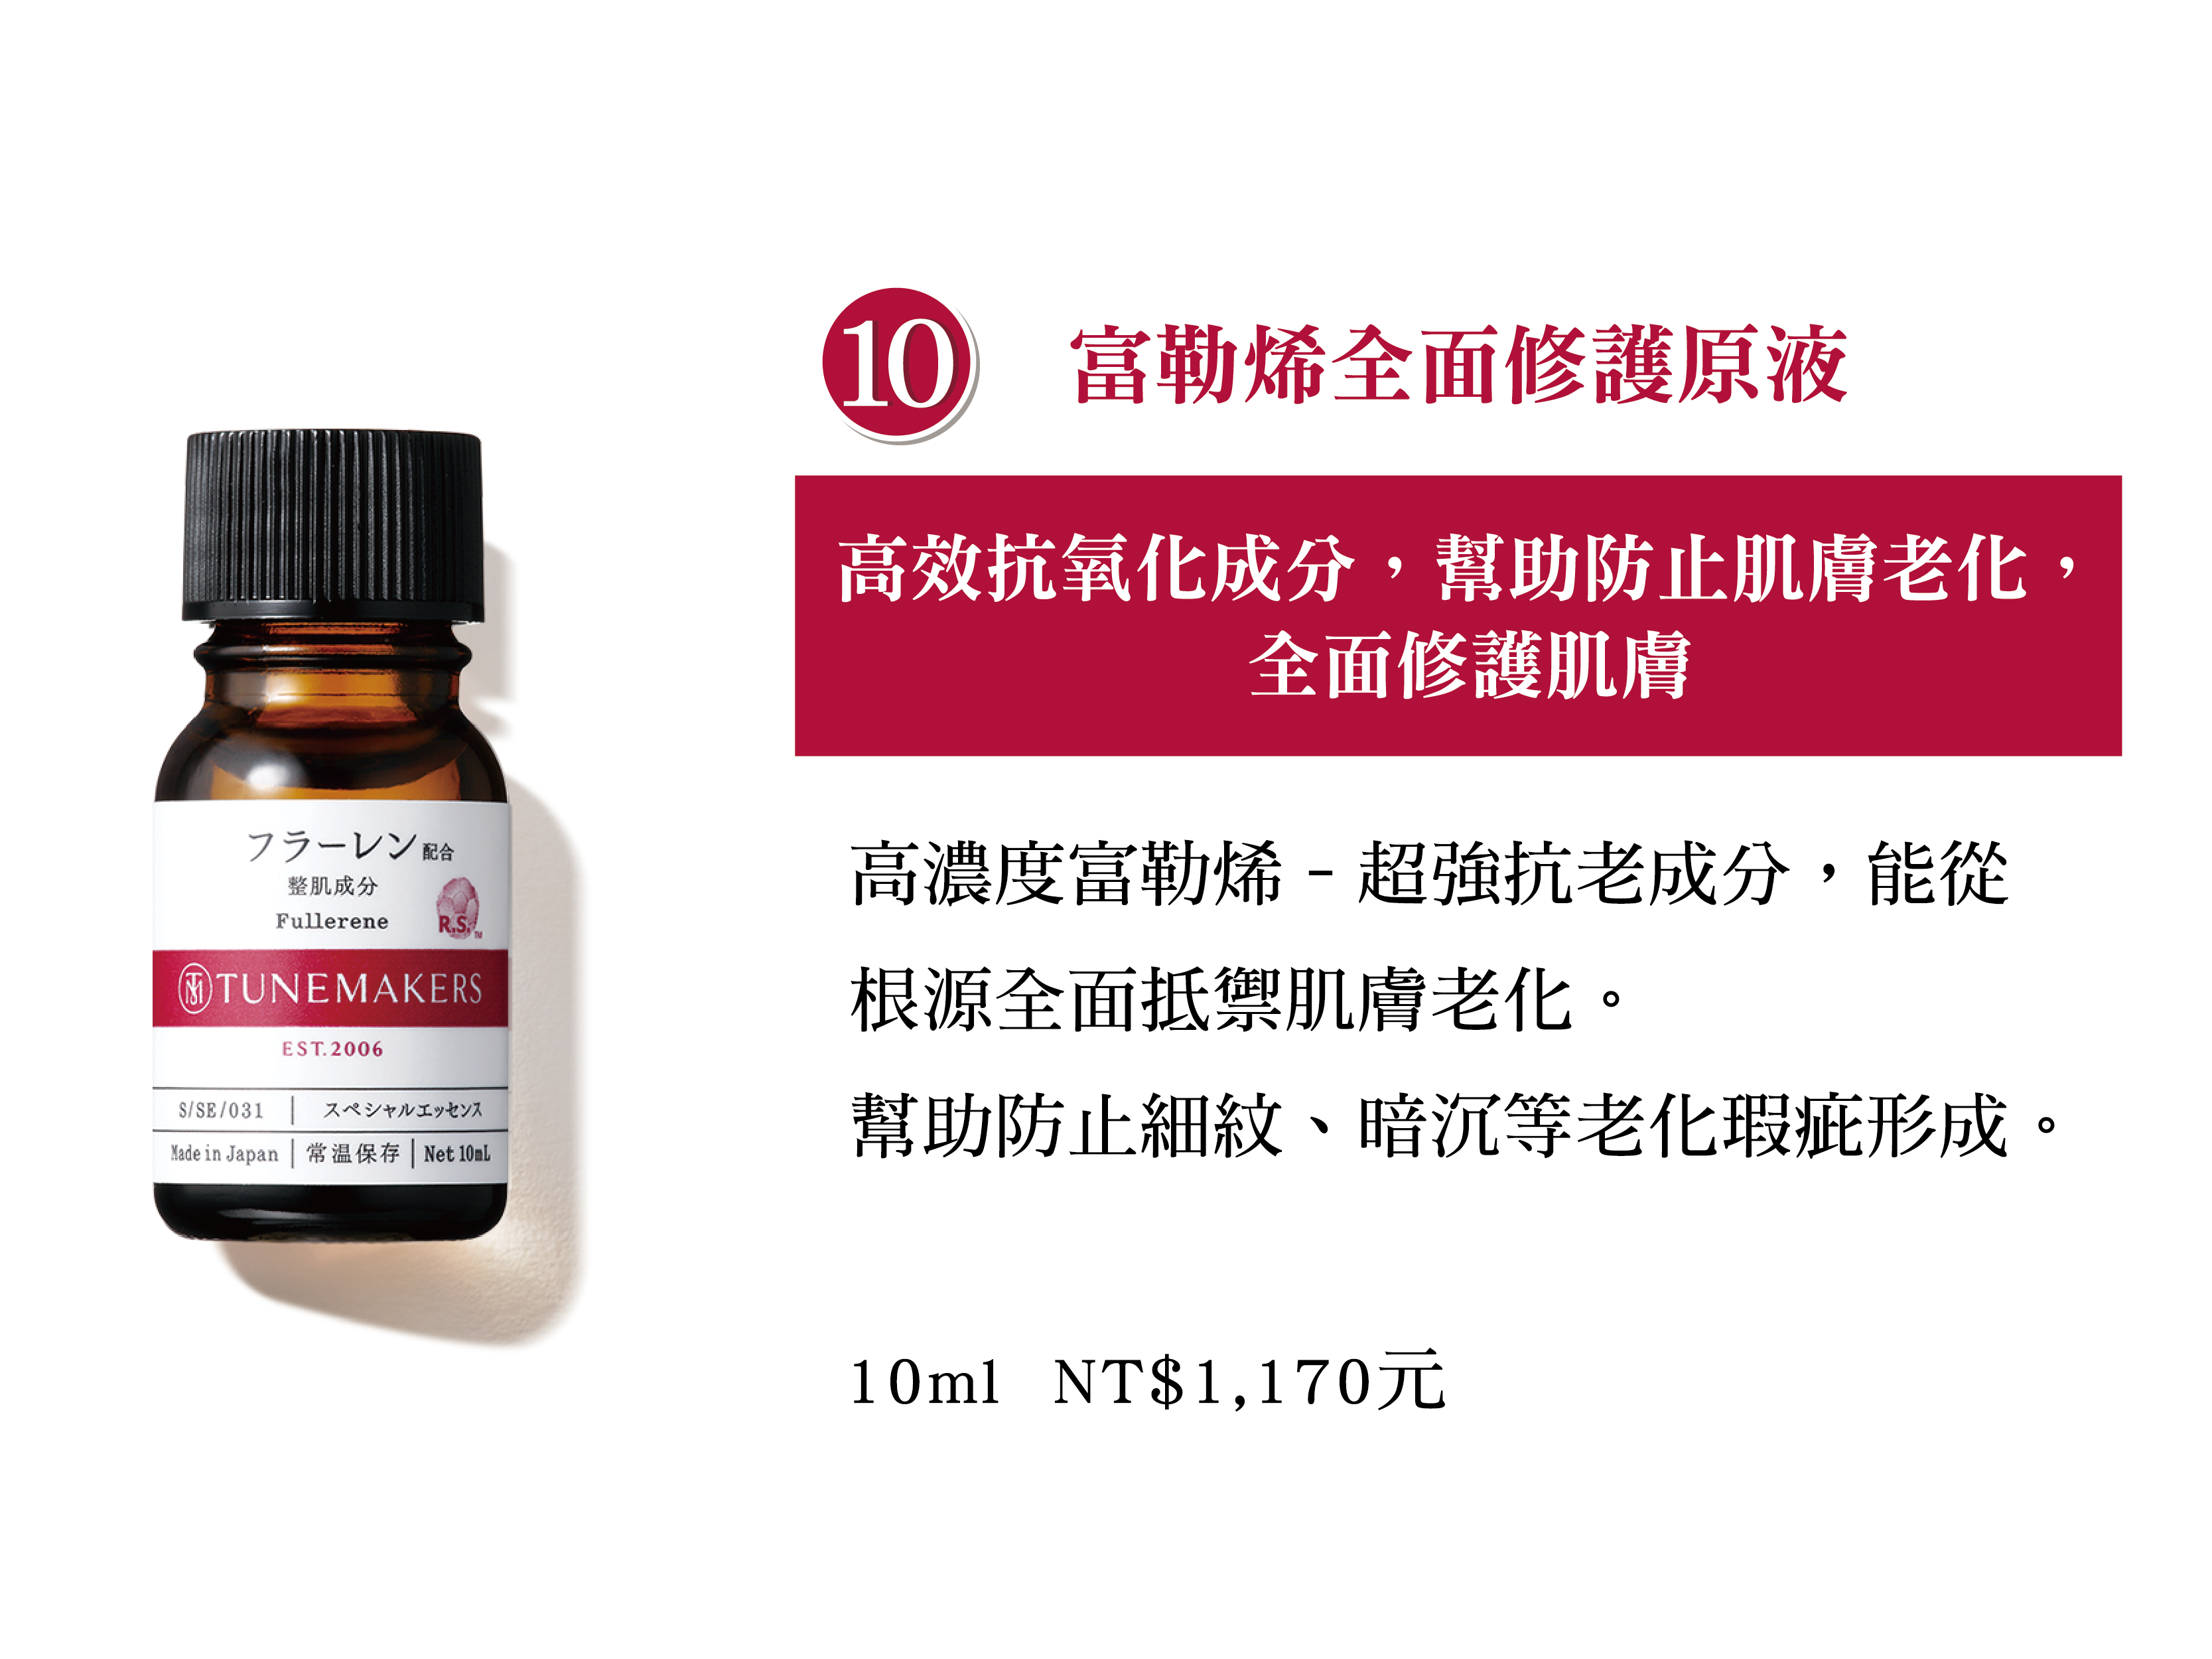 10 富勒烯全面修護原液
高效抗氧化成分，幫助防止肌膚老化，
全面修護肌膚
高濃度富勒烯 - 超強抗老成分，能從
根源全面抵禦肌膚老化。
幫助防止細紋、暗沉等老化瑕疵形成。
10ml NT$1,170元
フラーレン配合
整肌成分
Fullerene
R.S.™
TUNEMAKERS
EST.2006
S/SE/031 スペシャルエッセンス
Made in Japan 常温保存 Net 10mL